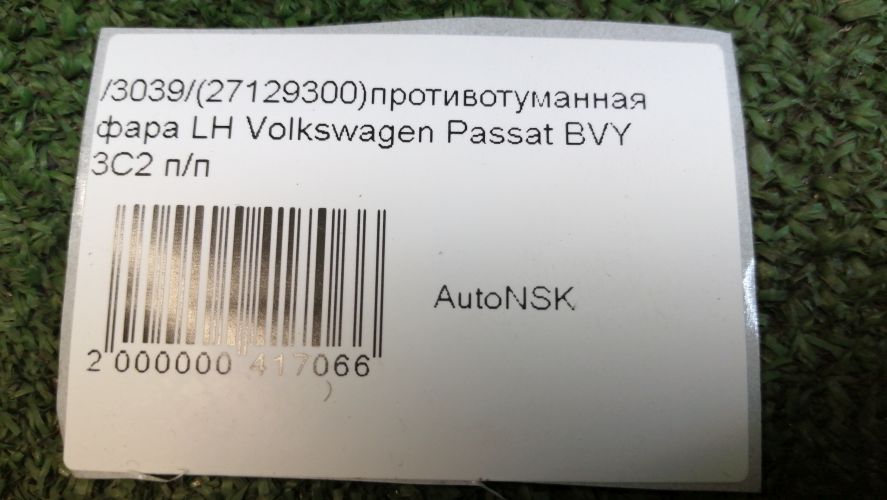 /3039/(27129300)противотуманная
фара LH Volkswagen Passat BVY
3C2 п/п
AutoNSK
2 000000 417066